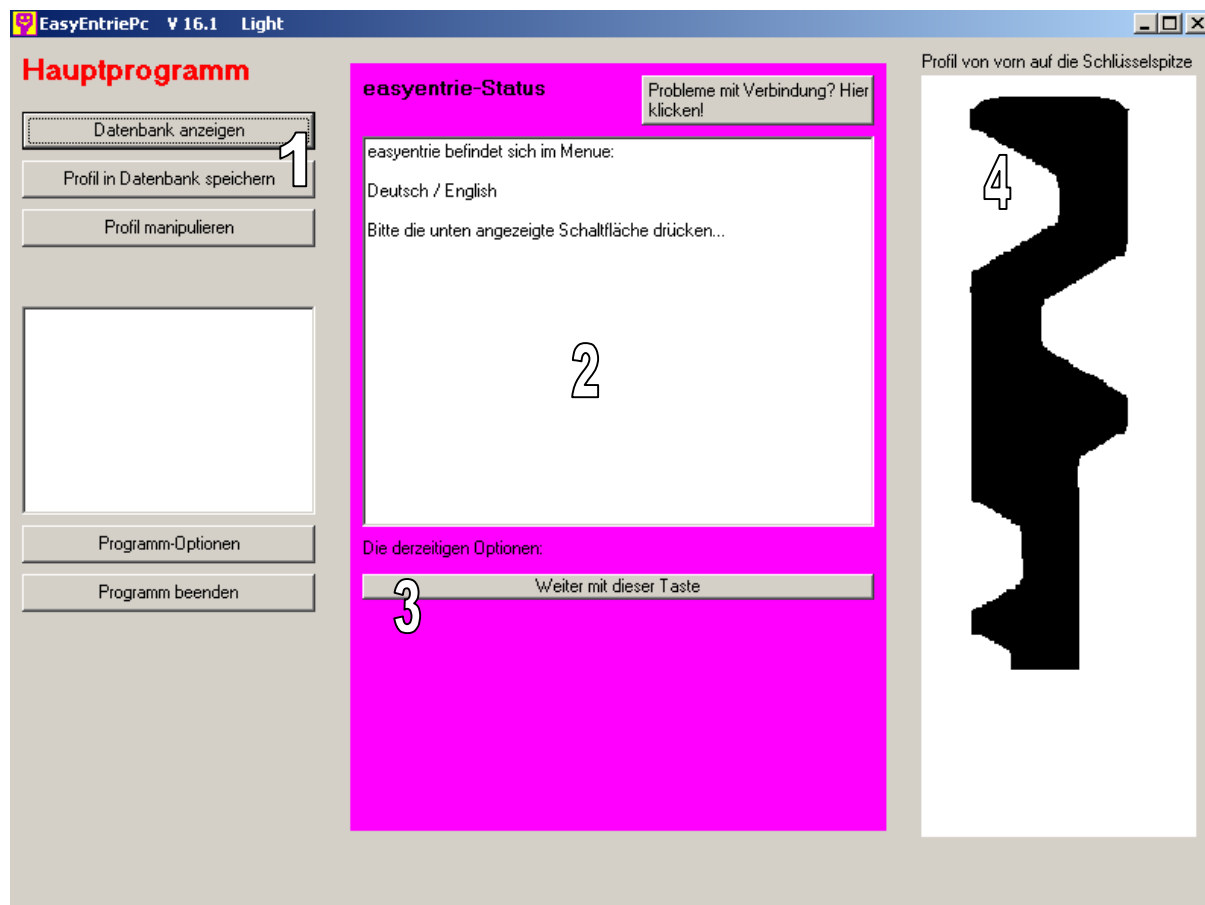 EasyEntriePc V 16.1 Light
Hauptprogramm
Datenbank anzeigen
1
Profil in Datenbank speichern
Profil manipulieren
Programm-Optionen
Programm beenden
easyentrie-Status
Probleme mit Verbindung? Hier
klicken!
easyentrie befindet sich im Menue:
Deutsch / English
Bitte die unten angezeigte Schaltfläche drücken...
2
Die derzeitigen Optionen:
Weiter mit dieser Taste
3
Profil von vorn auf die Schlüsselspitze
4